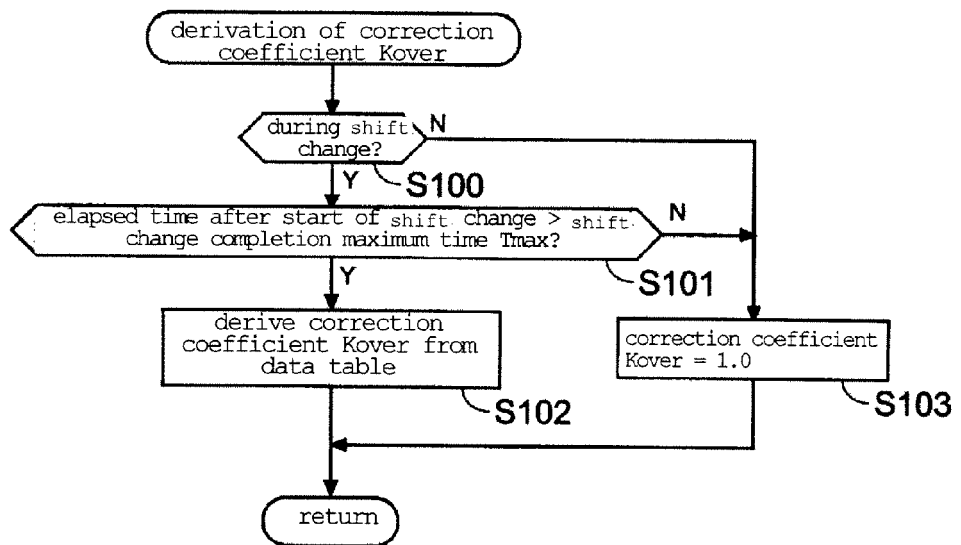 derivation of correction
coefficient Kover
during shift
change?
N
Y
S100
elapsed time after start of shift change > shift
change completion maximum time Tmax?
N
Y
S101
derive correction
coefficient Kover from
data table
S102
correction coefficient
Kover = 1.0
S103
return